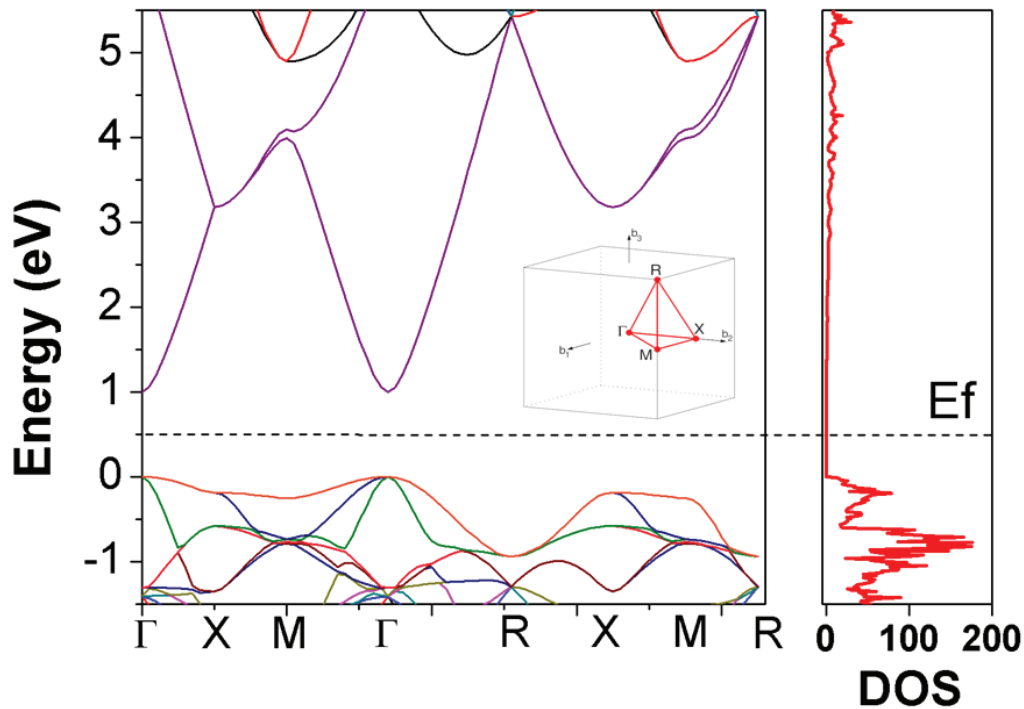 Energy (eV)
5
4
3
2
1
0
-1
Γ X M Γ R X M R
b₃
R
Γ
X
b₂
M
b₁
Ef
0 100 200
DOS